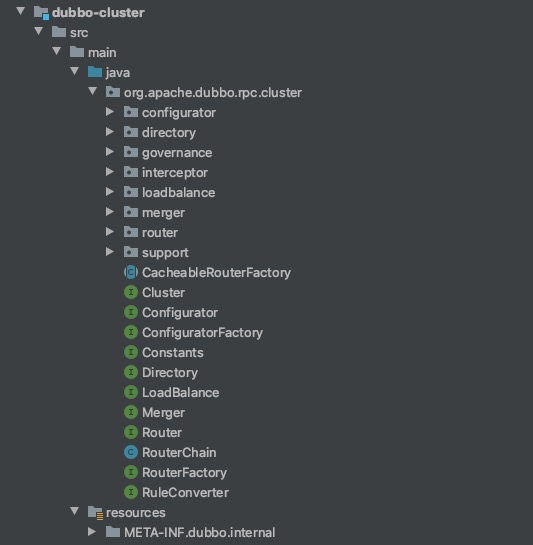 dubbo-cluster
src
main
java
org.apache.dubbo.rpc.cluster
configurator
directory
governance
interceptor
loadbalance
merger
router
support
CacheableRouterFactory
Cluster
Configurator
ConfiguratorFactory
Constants
Directory
LoadBalance
Merger
Router
RouterChain
RouterFactory
RuleConverter
resources
META-INF.dubbo.internal